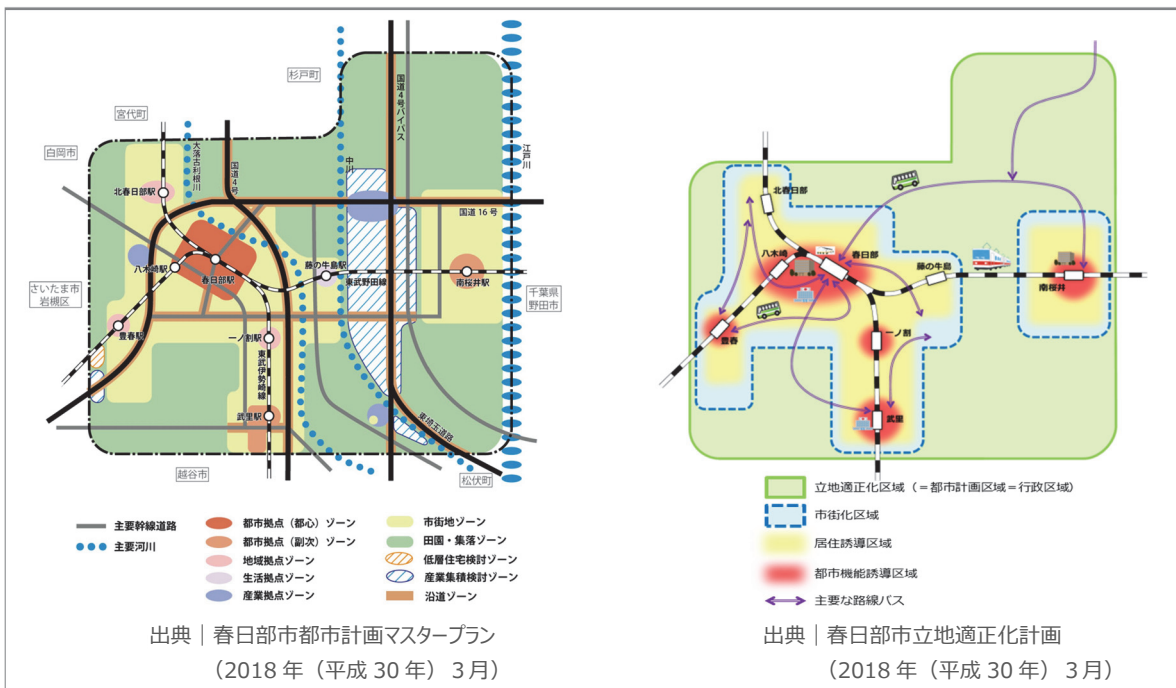 杉戸町
宮代町
白岡市
大落古利根川
国道4号
中川
国道4号バイパス
江戸川
北春日部駅
国道16号
八木崎駅
春日部駅
藤の牛島駅
東武野田線
南桜井駅
さいたま市
岩槻区
千葉県
野田市
豊春駅
一ノ割駅
東武伊勢崎線
武里駅
東埼玉道路
越谷市
松伏町
主要幹線道路
主要河川
都市拠点（都心）ゾーン
都市拠点（副次）ゾーン
地域拠点ゾーン
生活拠点ゾーン
産業拠点ゾーン
市街地ゾーン
田園・集落ゾーン
低層住宅検討ゾーン
産業集積検討ゾーン
沿道ゾーン
出典｜春日部市都市計画マスタープラン
（2018 年（平成 30 年）３月）
北春日部
八木崎
春日部
藤の牛島
南桜井
豊春
一ノ割
武里
立地適正化区域（＝都市計画区域＝行政区域）
市街化区域
居住誘導区域
都市機能誘導区域
主要な路線バス
出典｜春日部市立地適正化計画
（2018 年（平成 30 年）３月）